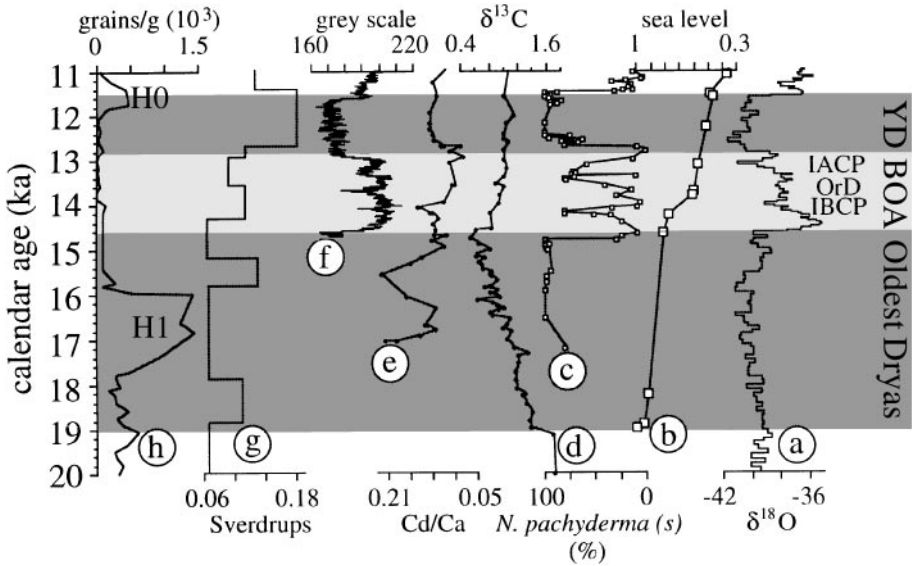 grains/g (10³) grey scale δ¹³C sea level
0 1.5 160 220 0.4 1.6 1 0.3
11
12
13
14
15
16
17
18
19
20
calendar age (ka)
H0
H1
YD BOA Oldest Dryas
IACP
OrD
IBCP
f
e
c
h g d b a
0.06 0.18 0.21 0.05 100 0 -42 -36
Sverdrups Cd/Ca N. pachyderma (s) δ¹⁸O
(%)